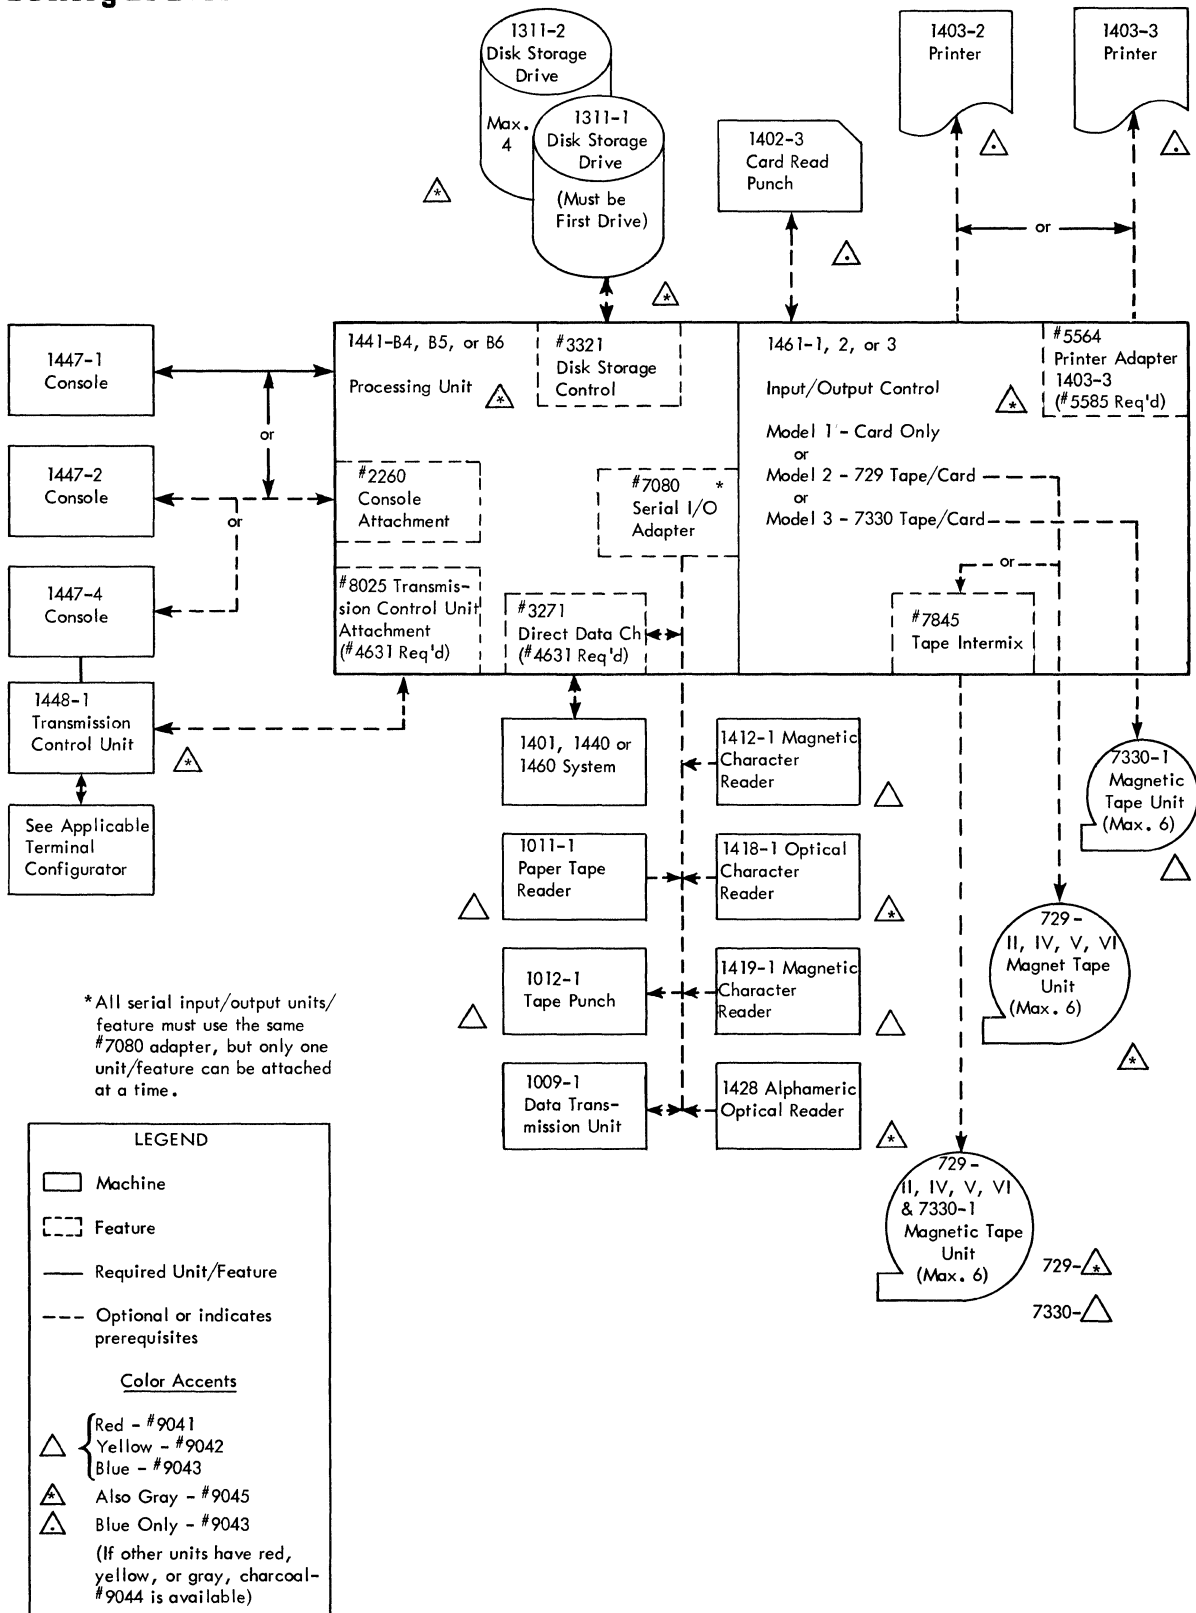 1311-2
Disk Storage
Drive
Max.
4
1311-1
Disk Storage
Drive
(Must be
First Drive)
*
*
1402-3
Card Read
Punch
1403-2
Printer
1403-3
Printer
or
1447-1
Console
or
1447-2
Console
or
1447-4
Console
1448-1
Transmission
Control Unit
*
See Applicable
Terminal
Configurator
1441-B4, B5, or B6
Processing Unit
*
#3321
Disk Storage
Control
#2260
Console
Attachment
#7080 *
Serial I/O
Adapter
#8025 Transmis-
sion Control Unit
Attachment
(#4631 Req'd)
#3271
Direct Data Ch
(#4631 Req'd)
1461-1, 2, or 3
Input/Output Control
*
#5564
Printer Adapter
1403-3
(#5585 Req'd)
Model 1 - Card Only
or
Model 2 - 729 Tape/Card
or
Model 3 - 7330 Tape/Card
or
#7845
Tape Intermix
1401, 1440 or
1460 System
1412-1 Magnetic
Character
Reader
1011-1
Paper Tape
Reader
1418-1 Optical
Character
Reader
*
1012-1
Tape Punch
1419-1 Magnetic
Character
Reader
1009-1
Data Trans-
mission Unit
1428 Alphameric
Optical Reader
*
7330-1
Magnetic
Tape Unit
(Max. 6)
729-
II, IV, V, VI
Magnet Tape
Unit
(Max. 6)
*
729-
II, IV, V, VI
& 7330-1
Magnetic Tape
Unit
(Max. 6)
729- *
7330-
*All serial input/output units/
feature must use the same
#7080 adapter, but only one
unit/feature can be attached
at a time.
LEGEND
Machine
Feature
Required Unit/Feature
Optional or indicates
prerequisites
Color Accents
Red - #9041
Yellow - #9042
Blue - #9043
* Also Gray - #9045
Blue Only - #9043
(If other units have red,
yellow, or gray, charcoal-
#9044 is available)